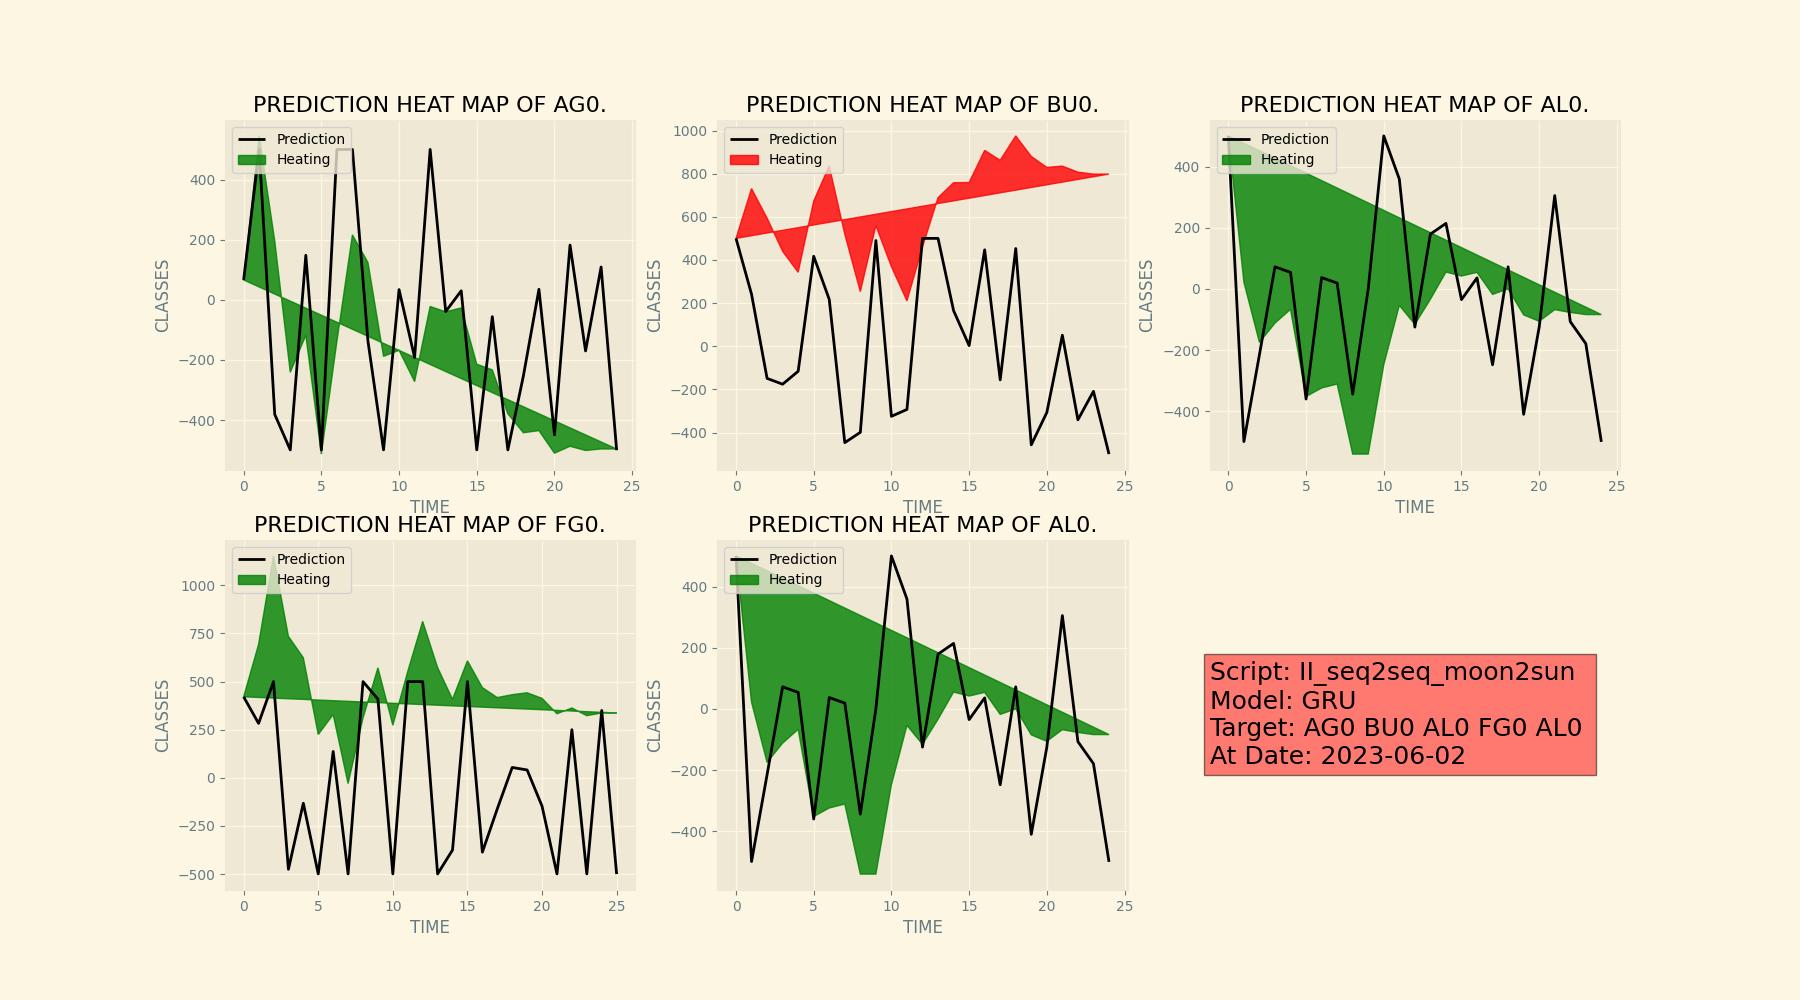 PREDICTION HEAT MAP OF AG0.
Prediction
Heating
400
200
0
−200
−400
CLASSES
0 5 10 15 20 25
TIME
PREDICTION HEAT MAP OF BU0.
Prediction
Heating
1000
800
600
400
200
0
−200
−400
CLASSES
0 5 10 15 20 25
TIME
PREDICTION HEAT MAP OF AL0.
Prediction
Heating
400
200
0
−200
−400
CLASSES
0 5 10 15 20 25
TIME
PREDICTION HEAT MAP OF FG0.
Prediction
Heating
1000
750
500
250
0
−250
−500
CLASSES
0 5 10 15 20 25
TIME
PREDICTION HEAT MAP OF AL0.
Prediction
Heating
400
200
0
−200
−400
CLASSES
0 5 10 15 20 25
TIME
Script: II_seq2seq_moon2sun
Model: GRU
Target: AG0 BU0 AL0 FG0 AL0
At Date: 2023-06-02